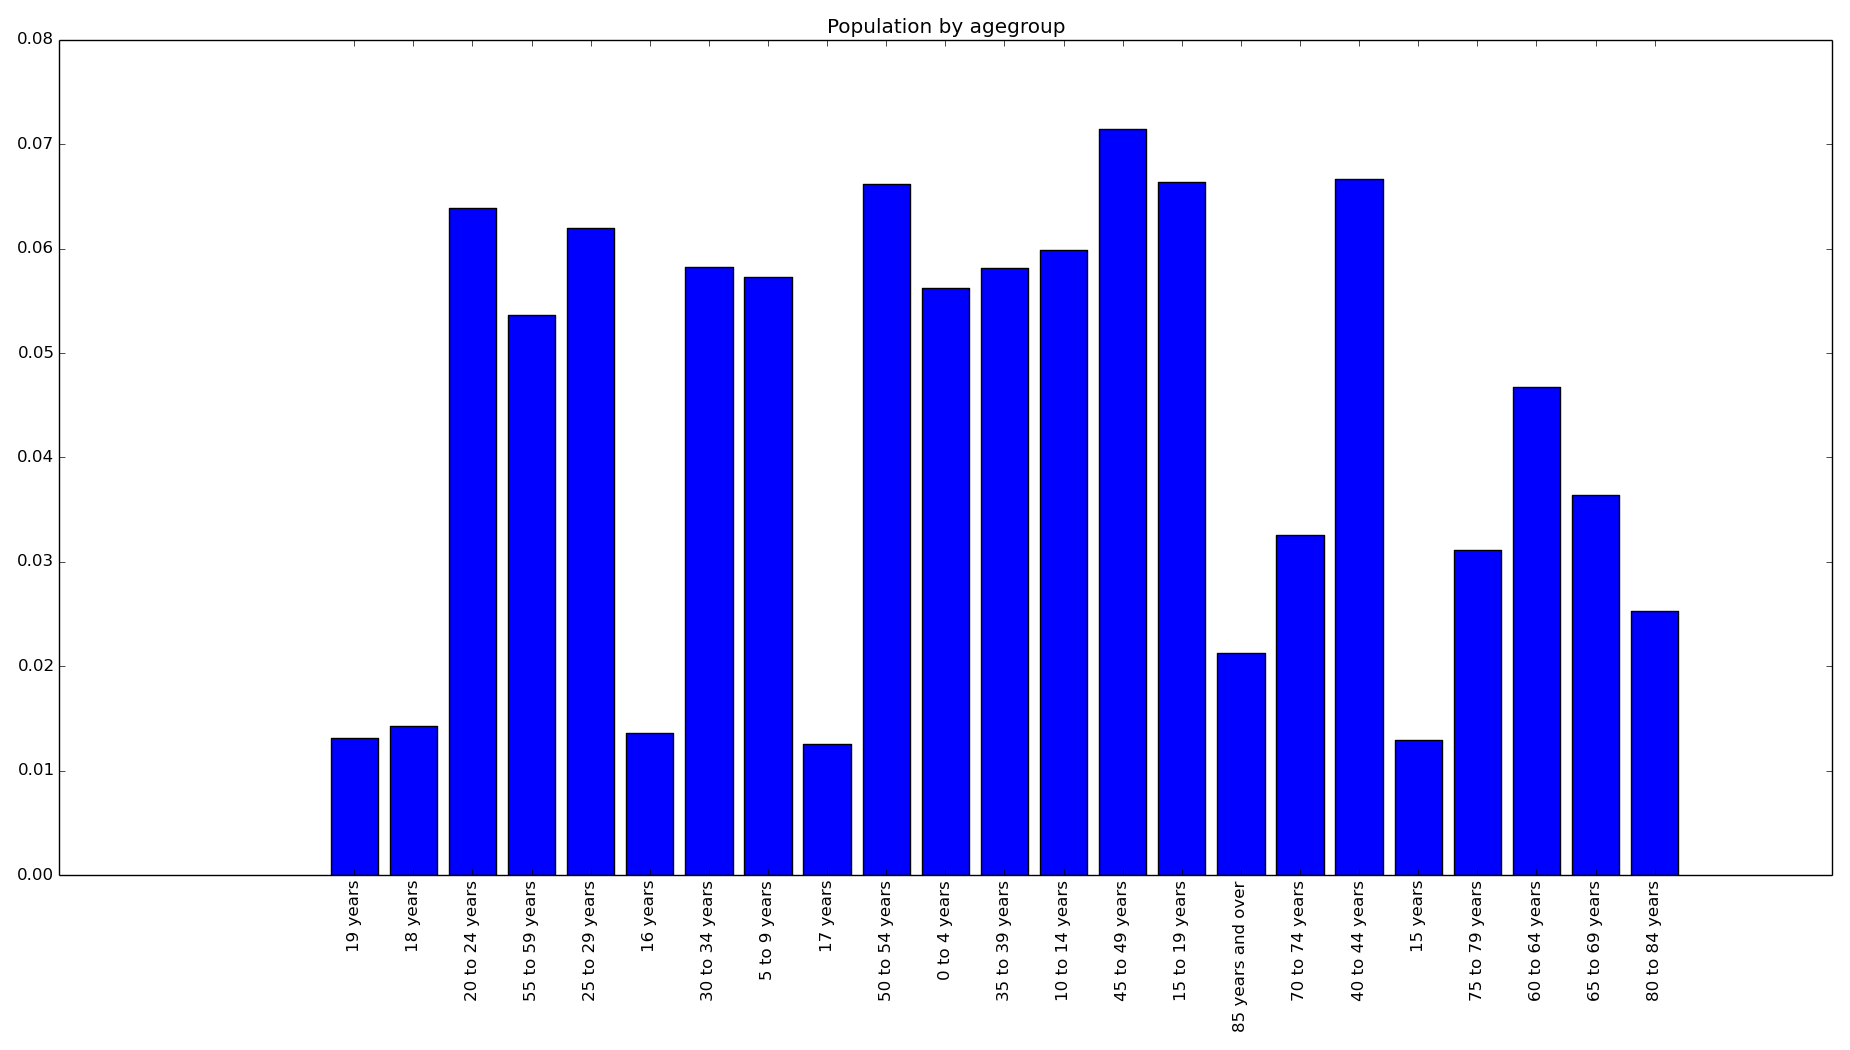 Population by agegroup
0.08
0.07
0.06
0.05
0.04
0.03
0.02
0.01
0.00
19 years
18 years
20 to 24 years
55 to 59 years
25 to 29 years
16 years
30 to 34 years
5 to 9 years
17 years
50 to 54 years
0 to 4 years
35 to 39 years
10 to 14 years
45 to 49 years
15 to 19 years
85 years and over
70 to 74 years
40 to 44 years
15 years
75 to 79 years
60 to 64 years
65 to 69 years
80 to 84 years